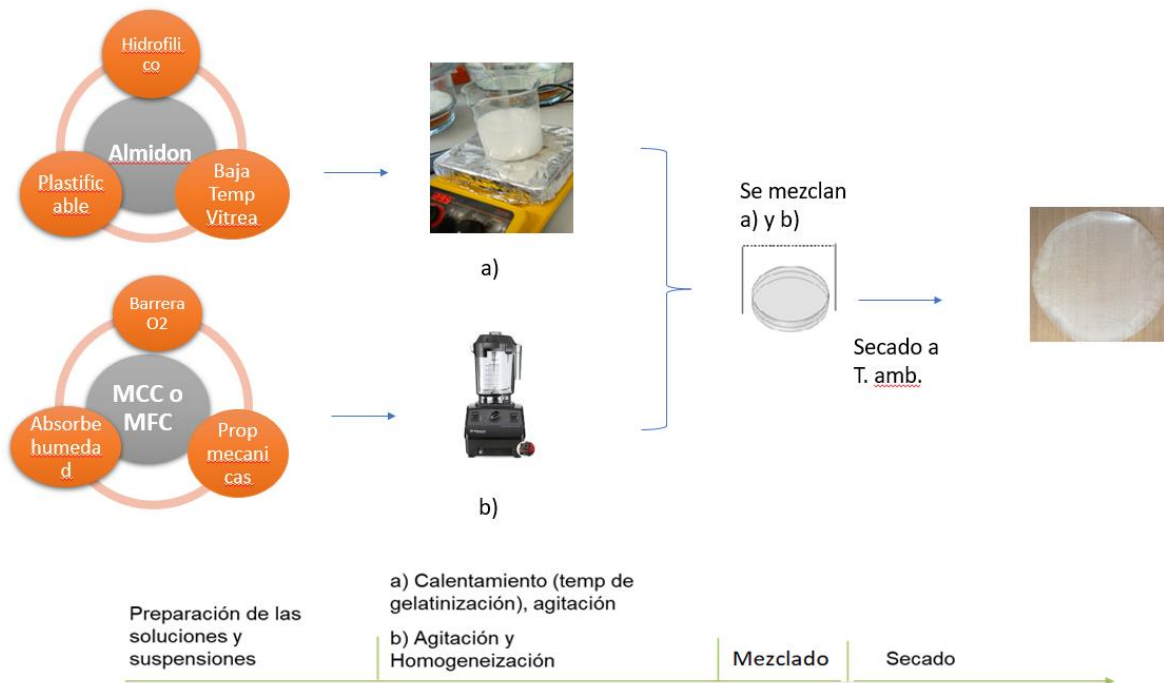 Hidrofili
co
Almidon
Plastific
able
Baja
Temp
Vitrea
a)
Barrera
O2
MCC o
MFC
Absorbe
humeda
d
Prop
mecani
cas
b)
Se mezclan
a) y b)
Secado a
T. amb.
Preparación de las
soluciones y
suspensiones
a) Calentamiento (temp de
gelatinización), agitación
b) Agitación y
Homogeneización
Mezclado
Secado